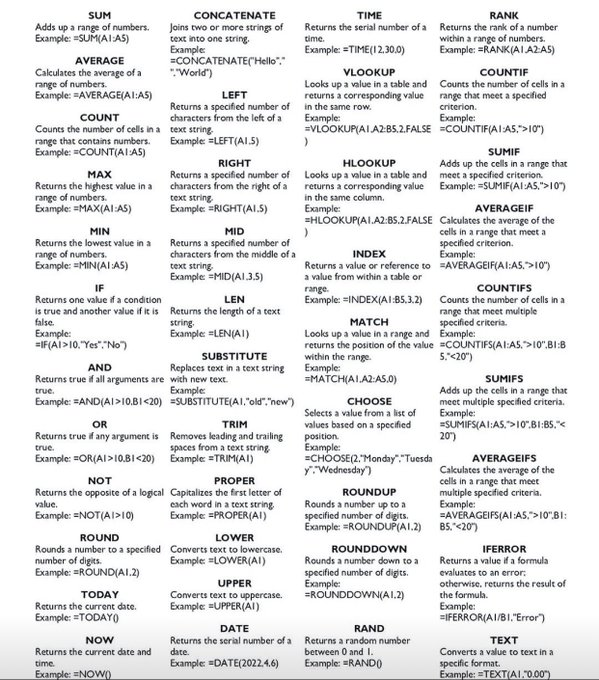 SUM
Adds up a range of numbers.
Example: =SUM(A1:A5)
AVERAGE
Calculates the average of a
range of numbers.
Example: =AVERAGE(A1:A5)
COUNT
Counts the number of cells in a
range that contains numbers.
Example: =COUNT(A1:A5)
MAX
Returns the highest value in a
range of numbers.
Example: =MAX(A1:A5)
MIN
Returns the lowest value in a
range of numbers.
Example: =MIN(A1:A5)
IF
Returns one value if a condition
is true and another value if it is
false.
Example:
=IF(A1>10,"Yes","No")
AND
Returns true if all arguments are
true.
Example: =AND(A1>10,B1<20)
OR
Returns true if any argument is
true.
Example: =OR(A1>10,B1<20)
NOT
Returns the opposite of a logical
value.
Example: =NOT(A1>10)
ROUND
Rounds a number to a specified
number of digits.
Example: =ROUND(A1,2)
TODAY
Returns the current date.
Example: =TODAY()
NOW
Returns the current date and
time.
Example: =NOW()
CONCATENATE
Joins two or more strings of
text into one string.
Example:
=CONCATENATE("Hello","
","World")
LEFT
Returns a specified number of
characters from the left of a
text string.
Example: =LEFT(A1,5)
RIGHT
Returns a specified number of
characters from the right of a
text string.
Example: =RIGHT(A1,5)
MID
Returns a specified number of
characters from the middle of a
text string.
Example: =MID(A1,3,5)
LEN
Returns the length of a text
string.
Example: =LEN(A1)
SUBSTITUTE
Replaces text in a text string
with new text.
Example:
=SUBSTITUTE(A1,"old","new")
TRIM
Removes leading and trailing
spaces from a text string.
Example: =TRIM(A1)
PROPER
Capitalizes the first letter of
each word in a text string.
Example: =PROPER(A1)
LOWER
Converts text to lowercase.
Example: =LOWER(A1)
UPPER
Converts text to uppercase.
Example: =UPPER(A1)
DATE
Returns the serial number of a
date.
Example: =DATE(2022,4,6)
TIME
Returns the serial number of a
time.
Example: =TIME(12,30,0)
VLOOKUP
Looks up a value in a table and
returns a corresponding value
in the same row.
Example:
=VLOOKUP(A1,A2:B5,2,FALSE
)
HLOOKUP
Looks up a value in a table and
returns a corresponding value
in the same column.
Example:
=HLOOKUP(A1,A2:B5,2,FALSE
)
INDEX
Returns a value or reference to
a value from within a table or
range.
Example: =INDEX(A1:B5,3,2)
MATCH
Looks up a value in a range and
returns the position of the value
within the range.
Example:
=MATCH(A1,A2:A5,0)
CHOOSE
Selects a value from a list of
values based on a specified
position.
Example:
=CHOOSE(2,"Monday","Tuesda
y","Wednesday")
ROUNDUP
Rounds a number up to a
specified number of digits.
Example: =ROUNDUP(A1,2)
ROUNDDOWN
Rounds a number down to a
specified number of digits.
Example:
=ROUNDDOWN(A1,2)
RAND
Returns a random number
between 0 and 1.
Example: =RAND()
RANK
Returns the rank of a number
within a range of numbers.
Example: =RANK(A1,A2:A5)
COUNTIF
Counts the number of cells in a
range that meet a specified
criterion.
Example:
=COUNTIF(A1:A5,">10")
SUMIF
Adds up the cells in a range that
meet a specified criterion.
Example: =SUMIF(A1:A5,">10")
AVERAGEIF
Calculates the average of the
cells in a range that meet a
specified criterion.
Example:
=AVERAGEIF(A1:A5,">10")
COUNTIFS
Counts the number of cells in a
range that meet multiple
specified criteria.
Example:
=COUNTIFS(A1:A5,">10",B1:B
5,"<20")
SUMIFS
Adds up the cells in a range that
meet multiple specified criteria.
Example:
=SUMIFS(A1:A5,">10",B1:B5,"<
20")
AVERAGEIFS
Calculates the average of the
cells in a range that meet
multiple specified criteria.
Example:
=AVERAGEIFS(A1:A5,">10",B1:
B5,"<20")
IFERROR
Returns a value if a formula
evaluates to an error;
otherwise, returns the result of
the formula.
Example:
=IFERROR(A1/B1,"Error")
TEXT
Converts a value to text in a
specific format.
Example: =TEXT(A1,"0.00")